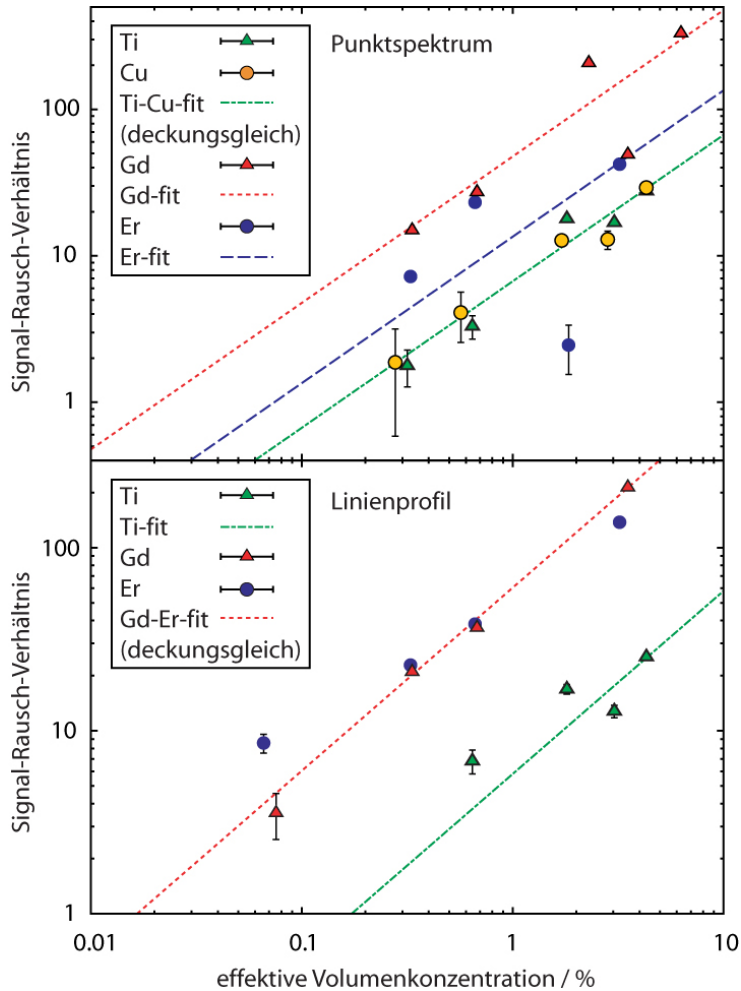 Punktspektrum
Ti
Cu
Ti-Cu-fit
(deckungsgleich)
Gd
Gd-fit
Er
Er-fit
100
10
1
Signal-Rausch-Verhältnis
Linienprofil
Ti
Ti-fit
Gd
Er
Gd-Er-fit
(deckungsgleich)
100
10
1
Signal-Rausch-Verhältnis
0.01 0.1 1 10
effektive Volumenkonzentration / %